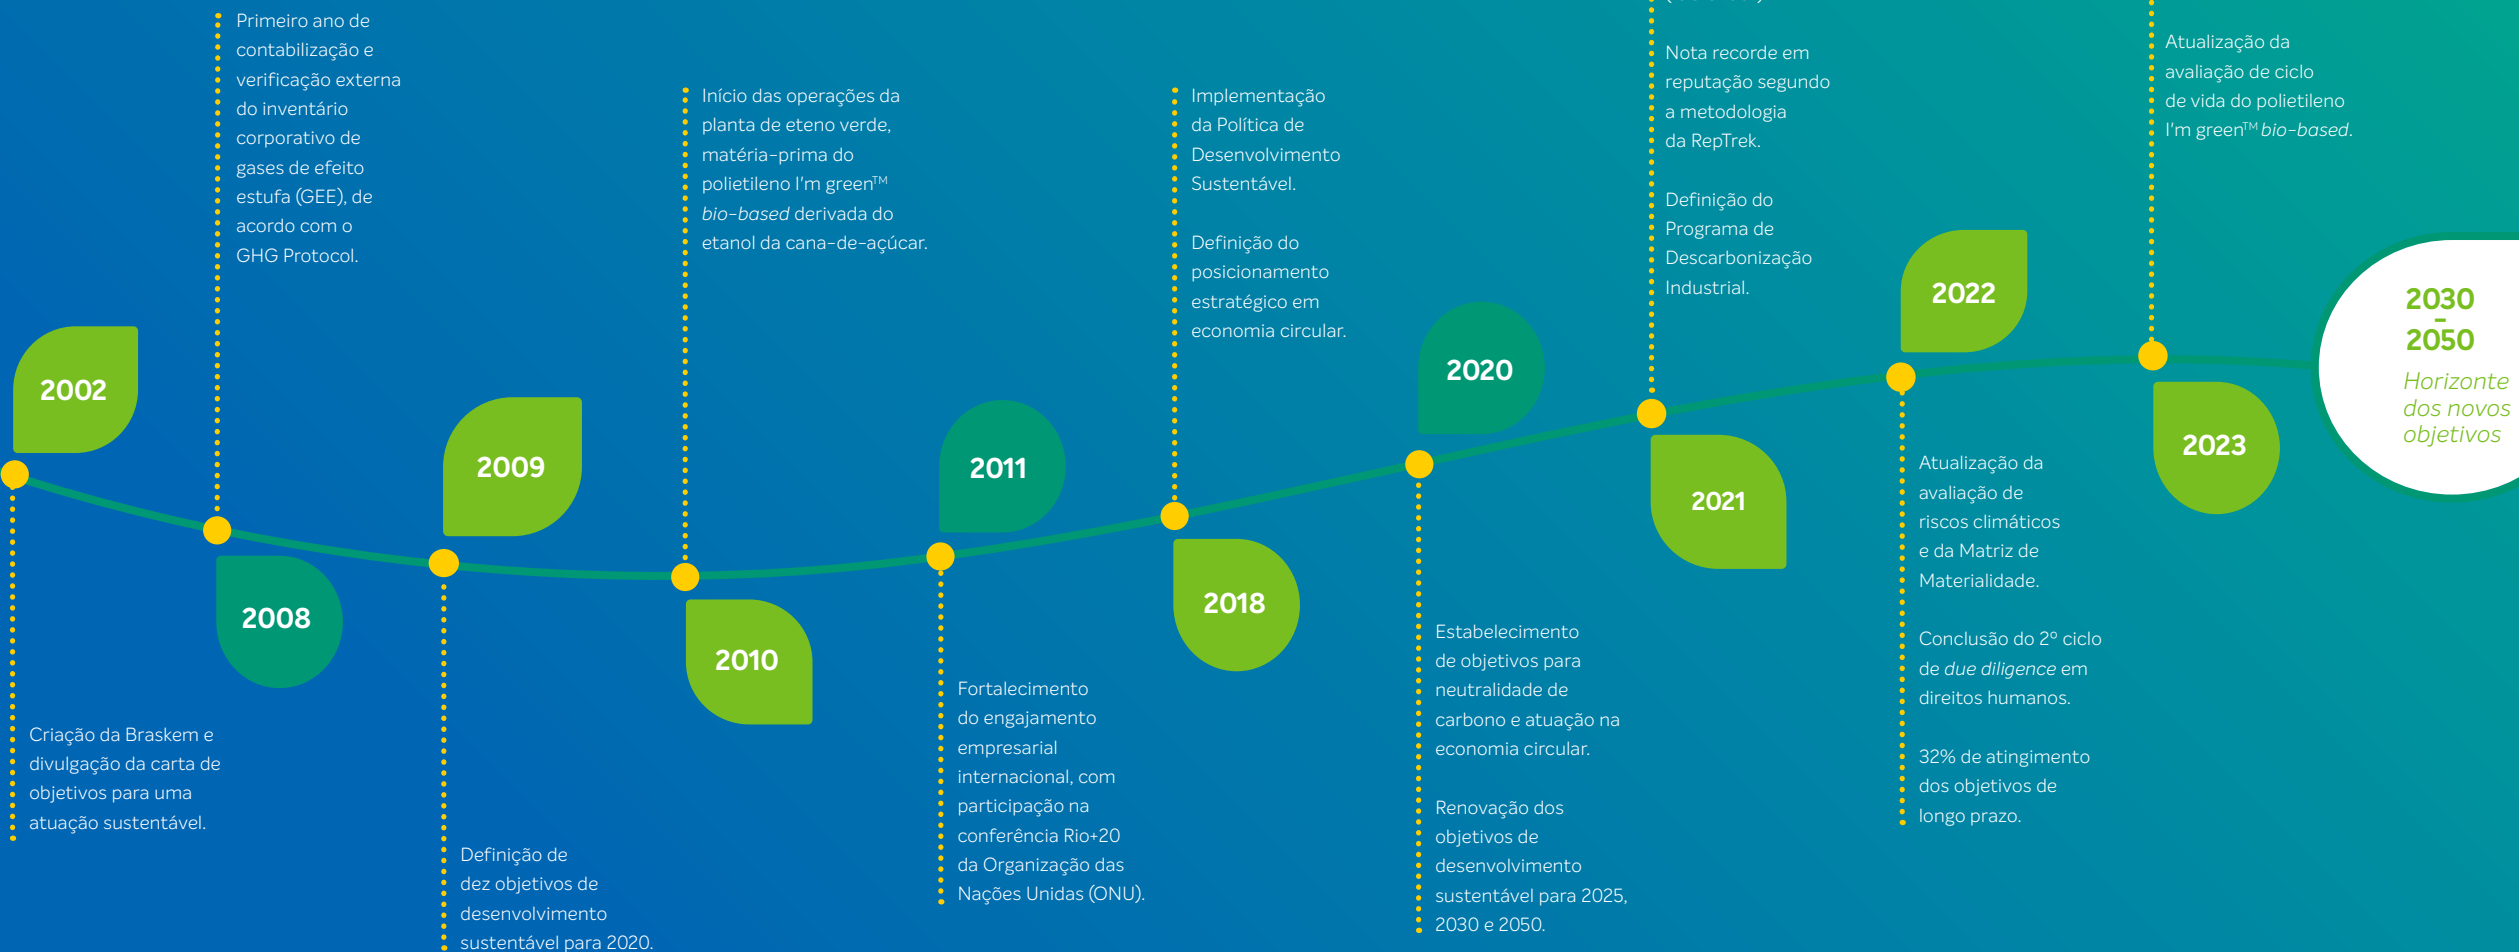 2002
Criação da Braskem e
divulgação da carta de
objetivos para uma
atuação sustentável.
Primeiro ano de
contabilização e
verificação externa
do inventário
corporativo de
gases de efeito
estufa (GEE), de
acordo com o
GHG Protocol.
2008
2009
Definição de
dez objetivos de
desenvolvimento
sustentável para 2020.
Início das operações da
planta de eteno verde,
matéria-prima do
polietileno I'm green™
bio-based derivada do
etanol da cana-de-açúcar.
2010
2011
Fortalecimento
do engajamento
empresarial
internacional, com
participação na
conferência Rio+20
da Organização das
Nações Unidas (ONU).
Implementação
da Política de
Desenvolvimento
Sustentável.
Definição do
posicionamento
estratégico em
economia circular.
2018
2020
Estabelecimento
de objetivos para
neutralidade de
carbono e atuação na
economia circular.
Renovação dos
objetivos de
desenvolvimento
sustentável para 2025,
2030 e 2050.
Nota recorde em
reputação segundo
a metodologia
da RepTrek.
Definição do
Programa de
Descarbonização
Industrial.
2021
2022
Atualização da
avaliação de
riscos climáticos
e da Matriz de
Materialidade.
Conclusão do 2º ciclo
de due diligence em
direitos humanos.
32% de atingimento
dos objetivos de
longo prazo.
Atualização da
avaliação de ciclo
de vida do polietileno
I'm green™ bio-based.
2023
2030
-
2050
Horizonte
dos novos
objetivos